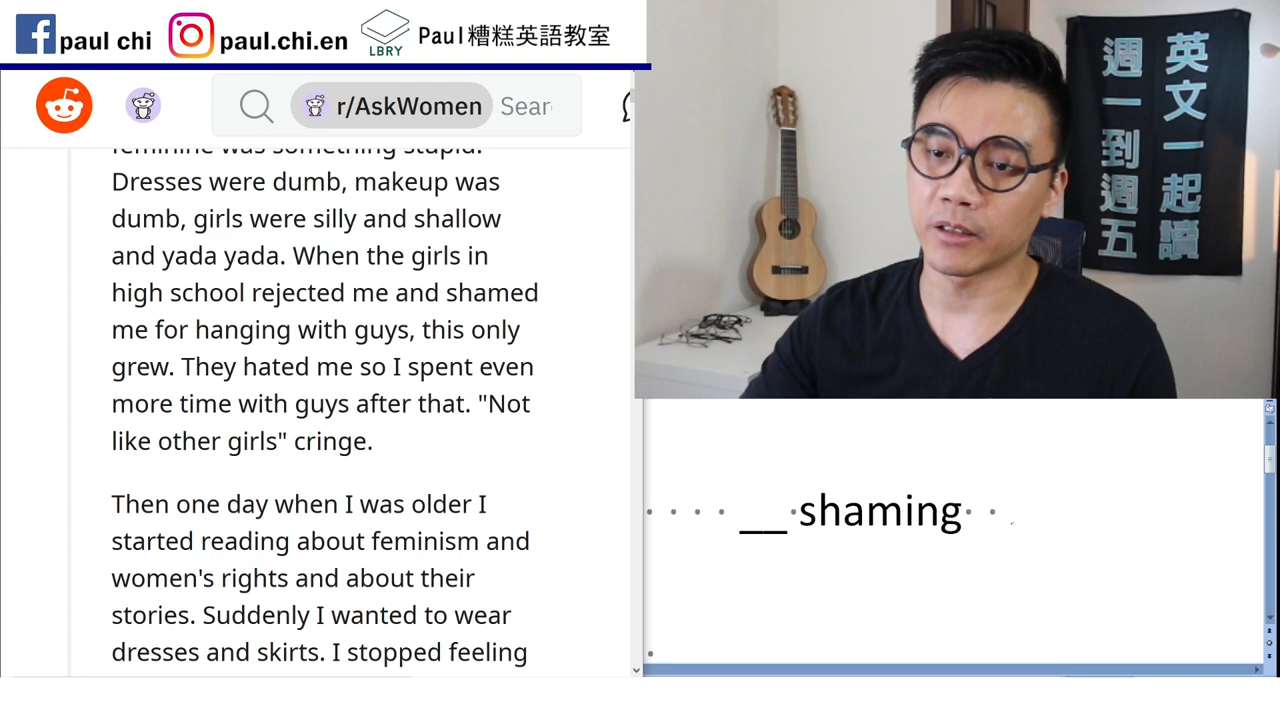 paul chi
paul.chi.en
LBRY
Paul糟糕英語教室
r/AskWomen
Sear
feminine was something stupid.
Dresses were dumb, makeup was
dumb, girls were silly and shallow
and yada yada. When the girls in
high school rejected me and shamed
me for hanging with guys, this only
grew. They hated me so I spent even
more time with guys after that. "Not
like other girls" cringe.
Then one day when I was older I
started reading about feminism and
women's rights and about their
stories. Suddenly I wanted to wear
dresses and skirts. I stopped feeling
英文一起讀
週一到週五
__ shaming